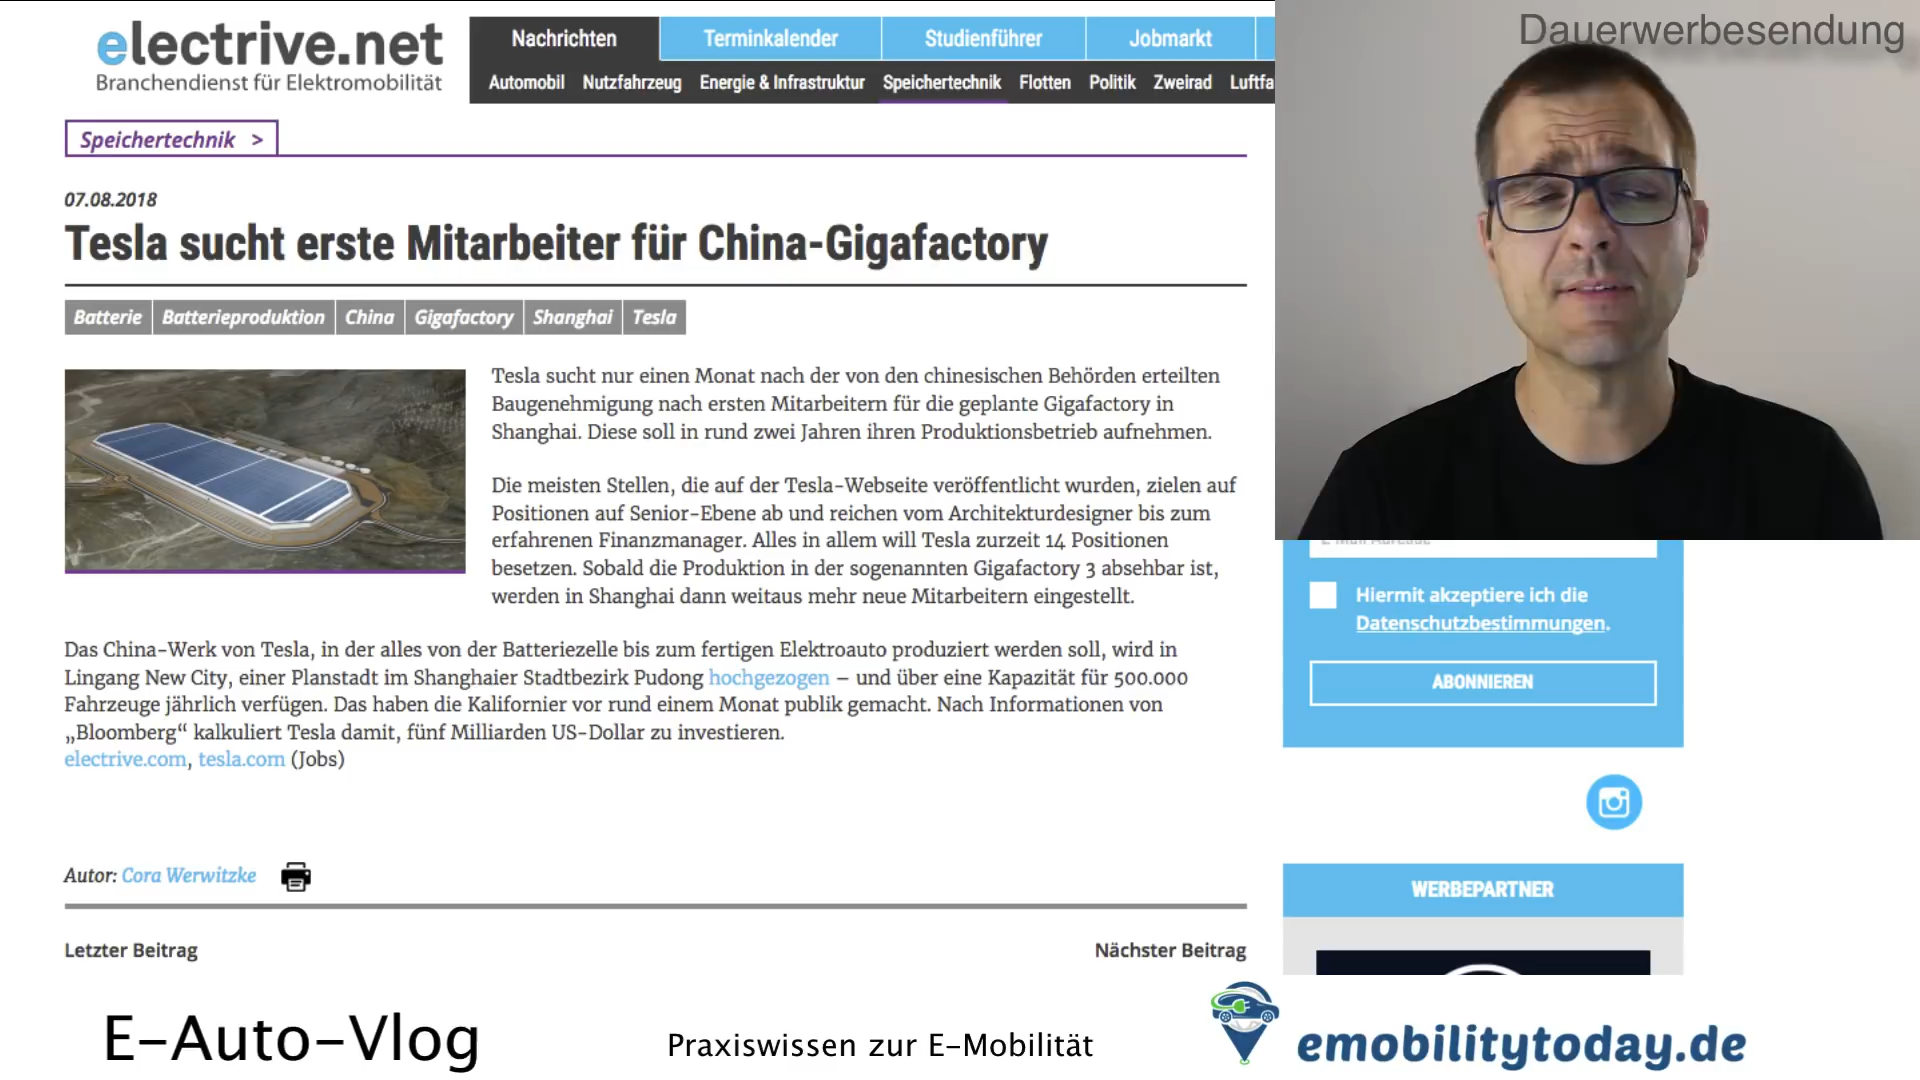 electrive.net
Branchendienst für Elektromobilität
Nachrichten
Terminkalender
Studienführer
Jobmarkt
Automobil
Nutzfahrzeug
Energie & Infrastruktur
Speichertechnik
Flotten
Politik
Zweirad
Luftfa
Dauerwerbesendung
Speichertechnik >
07.08.2018
Tesla sucht erste Mitarbeiter für China-Gigafactory
Batterie
Batterieproduktion
China
Gigafactory
Shanghai
Tesla
Tesla sucht nur einen Monat nach der von den chinesischen Behörden erteilten
Baugenehmigung nach ersten Mitarbeitern für die geplante Gigafactory in
Shanghai. Diese soll in rund zwei Jahren ihren Produktionsbetrieb aufnehmen.
Die meisten Stellen, die auf der Tesla-Webseite veröffentlicht wurden, zielen auf
Positionen auf Senior-Ebene ab und reichen vom Architekturdesigner bis zum
erfahrenen Finanzmanager. Alles in allem will Tesla zurzeit 14 Positionen
besetzen. Sobald die Produktion in der sogenannten Gigafactory 3 absehbar ist,
werden in Shanghai dann weitaus mehr neue Mitarbeitern eingestellt.
Das China-Werk von Tesla, in der alles von der Batteriezelle bis zum fertigen Elektroauto produziert werden soll, wird in
Lingang New City, einer Planstadt im Shanghaier Stadtbezirk Pudong hochgezogen – und über eine Kapazität für 500.000
Fahrzeuge jährlich verfügen. Das haben die Kalifornier vor rund einem Monat publik gemacht. Nach Informationen von
„Bloomberg“ kalkuliert Tesla damit, fünf Milliarden US-Dollar zu investieren.
electrive.com, tesla.com (Jobs)
Autor: Cora Werwitzke
Letzter Beitrag
Nächster Beitrag
Hiermit akzeptiere ich die
Datenschutzbestimmungen.
ABONNIEREN
WERBEPARTNER
E-Auto-Vlog
Praxiswissen zur E-Mobilität
emobilitytoday.de